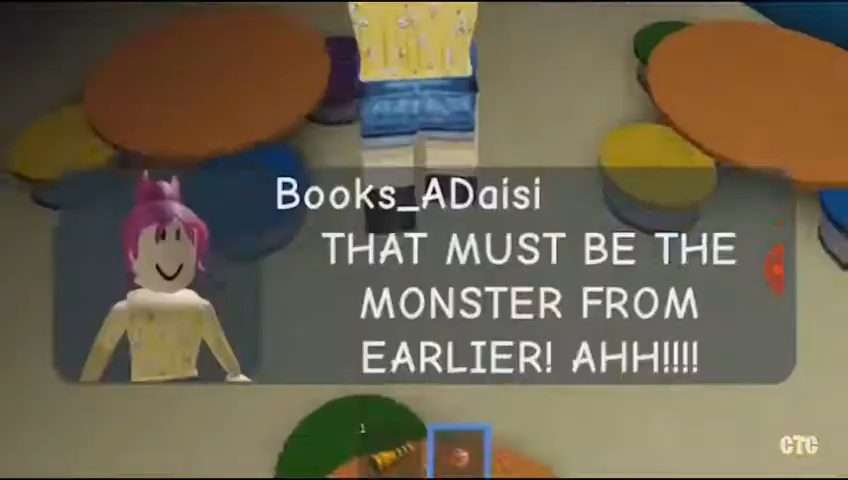 Books_ADaisi
THAT MUST BE THE
MONSTER FROM
EARLIER! AHH!!!!
1
CTC